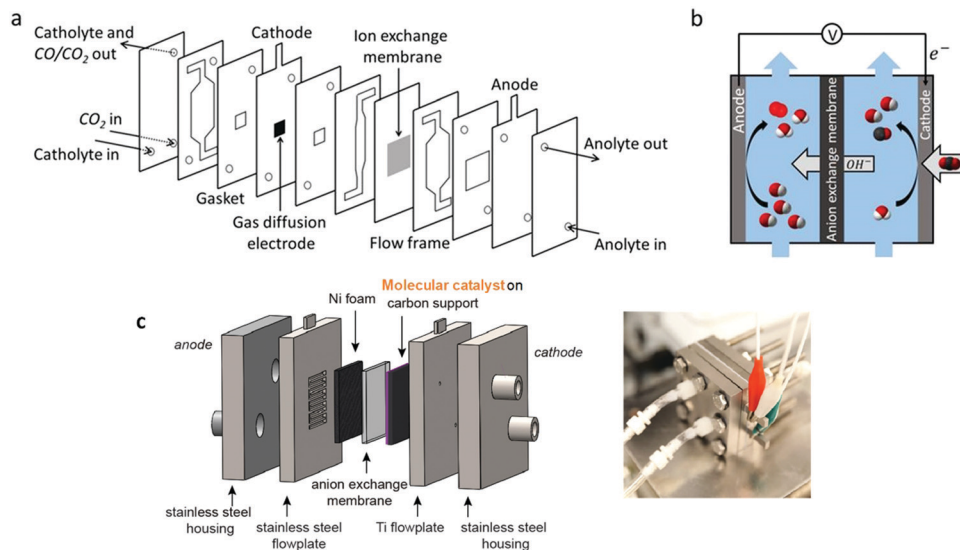 a
Catholyte and
CO/CO₂ out
Cathode
Ion exchange
membrane
Anode
CO₂ in
Catholyte in
Gasket
Gas diffusion
electrode
Flow frame
Anolyte out
Anolyte in
b
V
e⁻
Anode
Anion exchange membrane
Cathode
OH⁻
c
anode
Ni foam
Molecular catalyst on
carbon support
cathode
stainless steel
housing
stainless steel
flowplate
anion exchange
membrane
Ti flowplate
stainless steel
housing